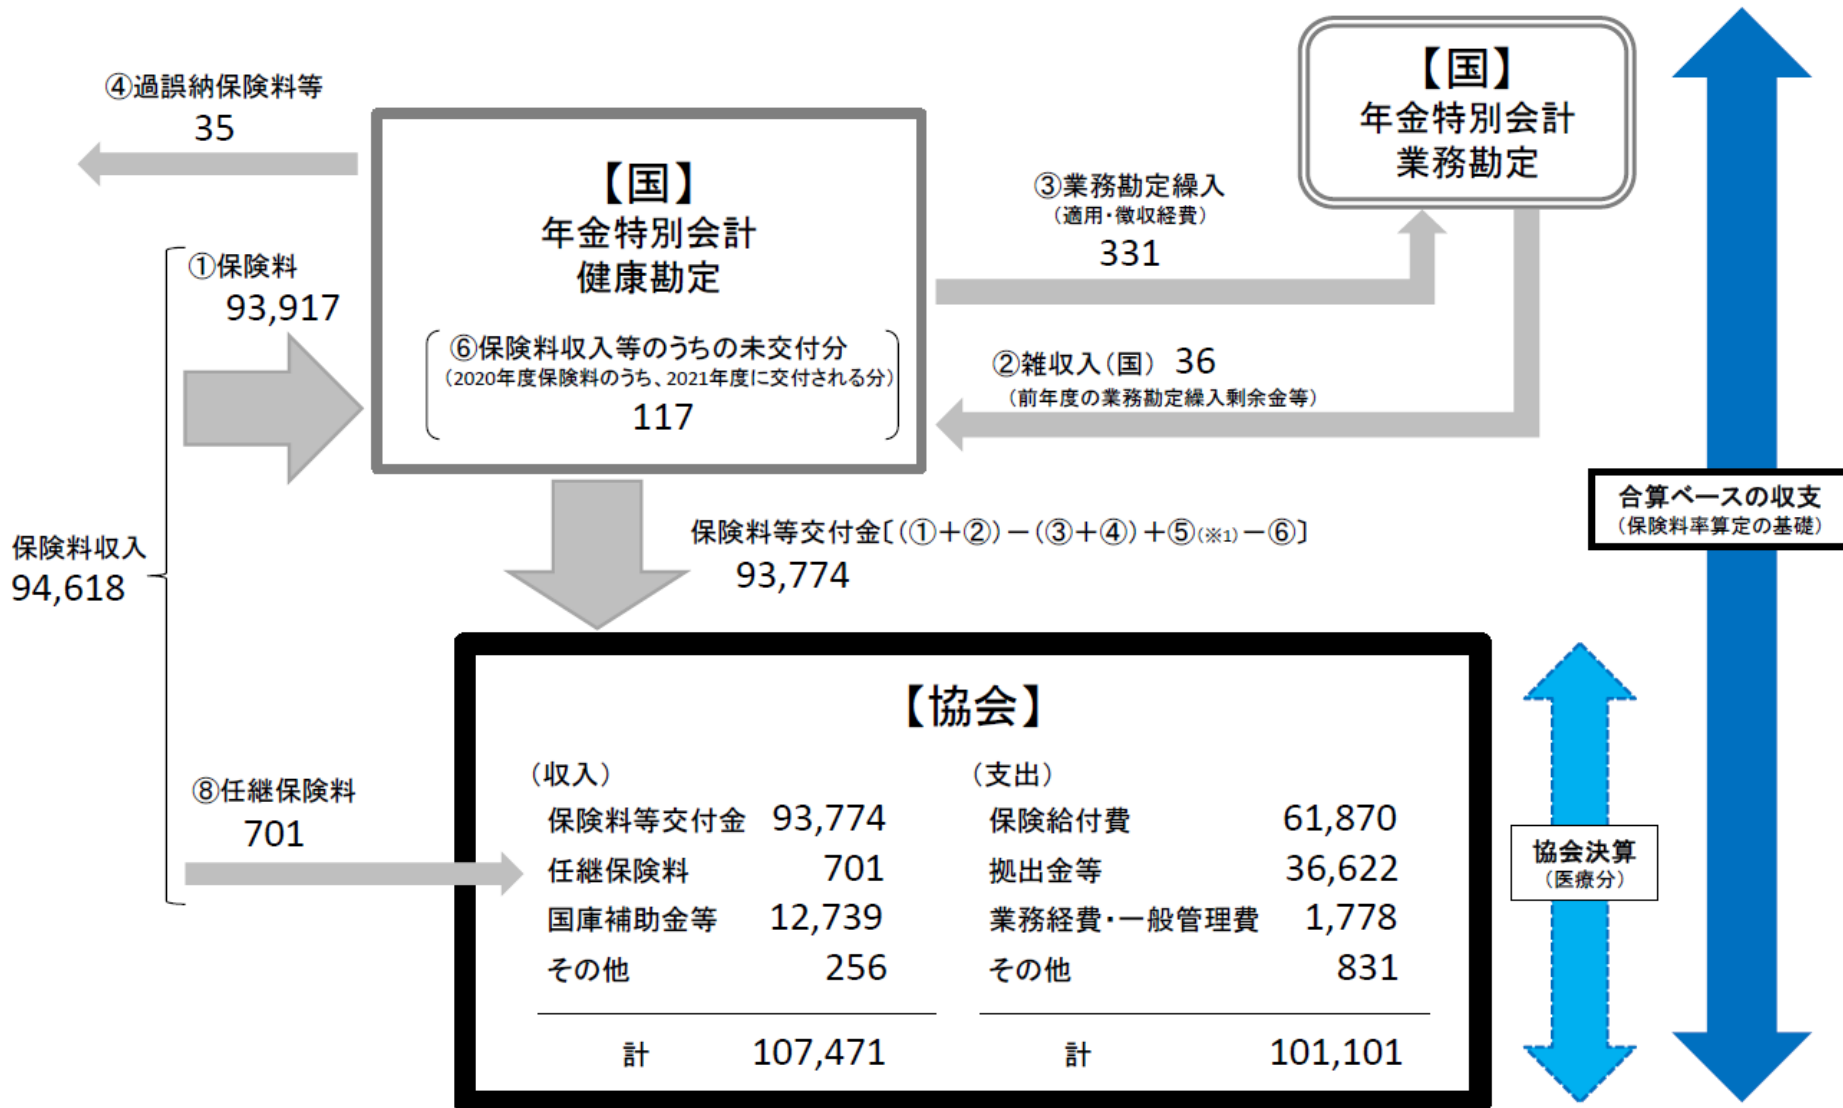 ④過誤納保険料等
35
【国】
年金特別会計
健康勘定
⑥保険料収入等のうちの未交付分
(2020年度保険料のうち、2021年度に交付される分)
117
【国】
年金特別会計
業務勘定
③業務勘定繰入
(適用・徴収経費)
331
②雑収入(国) 36
(前年度の業務勘定繰入剰余金等)
①保険料
93,917
保険料収入
94,618
保険料等交付金〔(①+②)-(③+④)+⑤(※1)-⑥〕
93,774
合算ベースの収支
(保険料率算定の基礎)
⑧任継保険料
701
【協会】
(収入)
保険料等交付金 93,774
任継保険料 701
国庫補助金等 12,739
その他 256
計 107,471
(支出)
保険給付費 61,870
拠出金等 36,622
業務経費・一般管理費 1,778
その他 831
計 101,101
協会決算
(医療分)